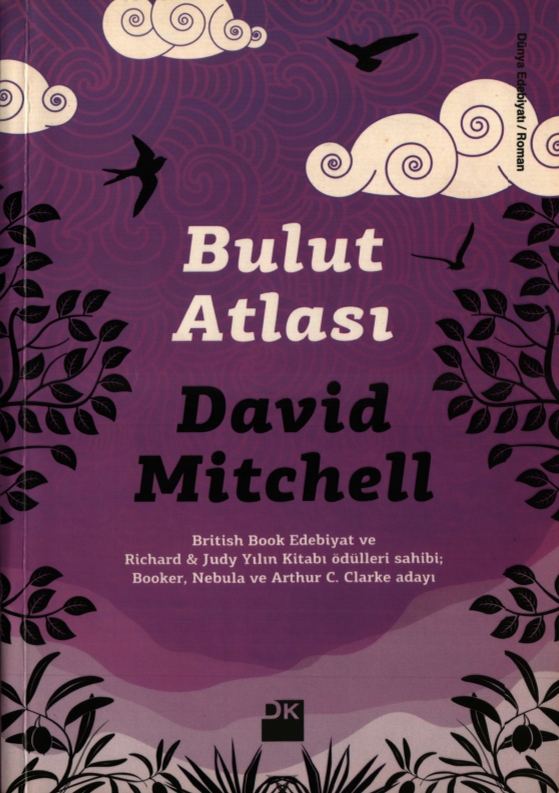 Dünya Edebiyatı / Roman
Bulut
Atlası
David
Mitchell
British Book Edebiyat ve
Richard & Judy Yılın Kitabı ödülleri sahibi;
Booker, Nebula ve Arthur C. Clarke adayı
DK